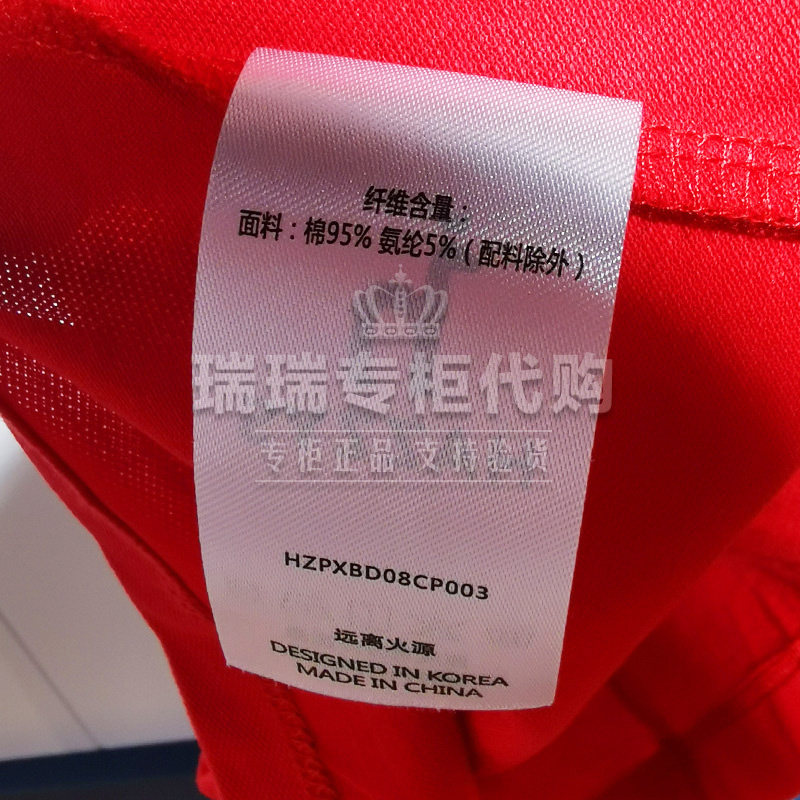 纤维含量：
面料：棉95% 氨纶5%（配料除外）
瑞瑞专柜代购
专柜正品 支持验货
HZPXBD08CP003
远离火源
DESIGNED IN KOREA
MADE IN CHINA